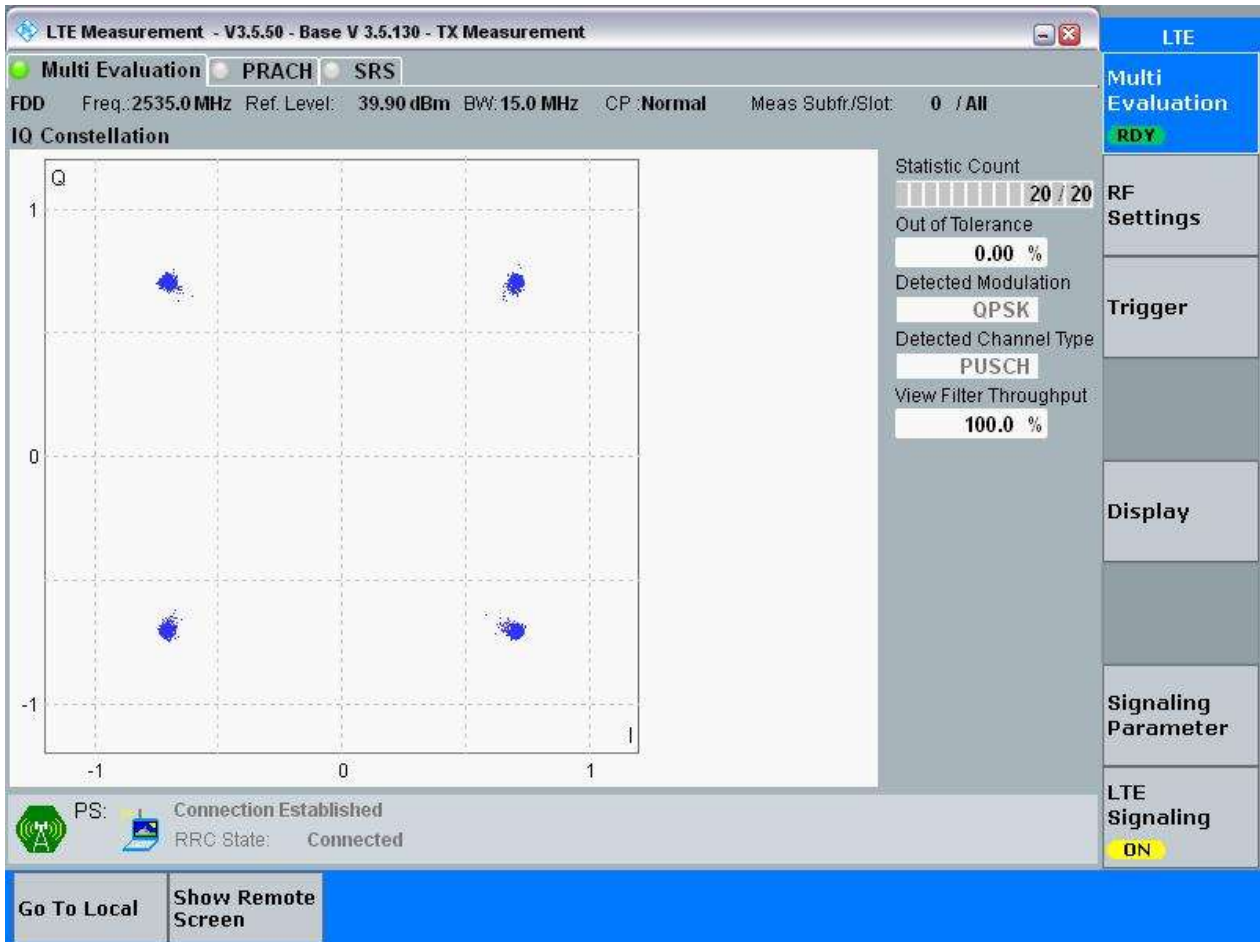 LTE Measurement - V3.5.50 - Base V 3.5.130 - TX Measurement
LTE
Multi Evaluation PRACH SRS
Multi
Evaluation
RDY
FDD Freq.:2535.0 MHz Ref. Level: 39.90 dBm BW:15.0 MHz CP :Normal Meas Subfr./Slot: 0 / All
IQ Constellation
Q
1
0
-1
I
-1 0 1
Statistic Count
20 / 20
Out of Tolerance
0.00 %
Detected Modulation
QPSK
Detected Channel Type
PUSCH
View Filter Throughput
100.0 %
RF
Settings
Trigger
Display
Signaling
Parameter
LTE
Signaling
ON
PS: Connection Established
RRC State: Connected
Go To Local
Show Remote
Screen